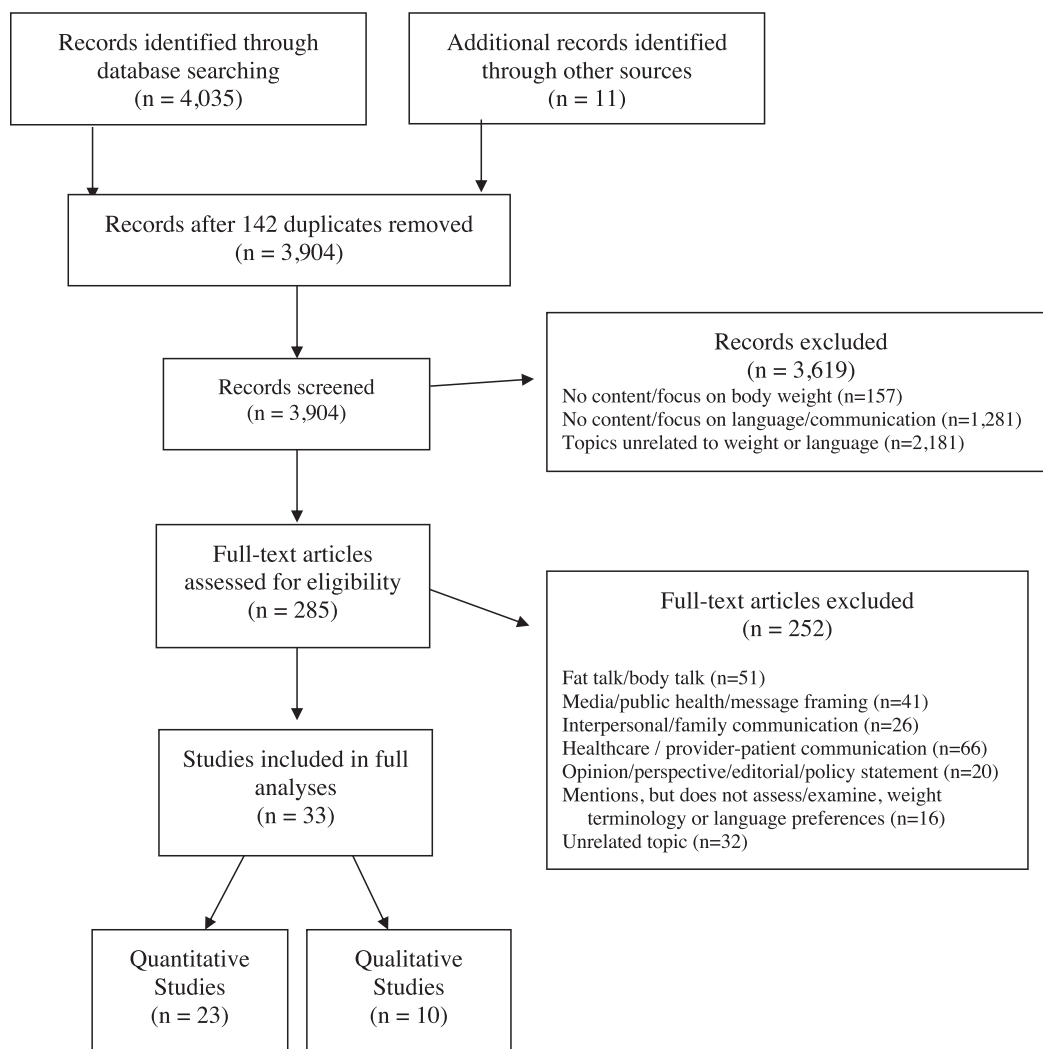 Records identified through
database searching
(n = 4,035)
Additional records identified
through other sources
(n = 11)
Records after 142 duplicates removed
(n = 3,904)
Records screened
(n = 3,904)
Records excluded
(n = 3,619)
No content/focus on body weight (n=157)
No content/focus on language/communication (n=1,281)
Topics unrelated to weight or language (n=2,181)
Full-text articles
assessed for eligibility
(n = 285)
Full-text articles excluded
(n = 252)
Fat talk/body talk (n=51)
Media/public health/message framing (n=41)
Interpersonal/family communication (n=26)
Healthcare / provider-patient communication (n=66)
Opinion/perspective/editorial/policy statement (n=20)
Mentions, but does not assess/examine, weight
terminology or language preferences (n=16)
Unrelated topic (n=32)
Studies included in full
analyses
(n = 33)
Quantitative
Studies
(n = 23)
Qualitative
Studies
(n = 10)